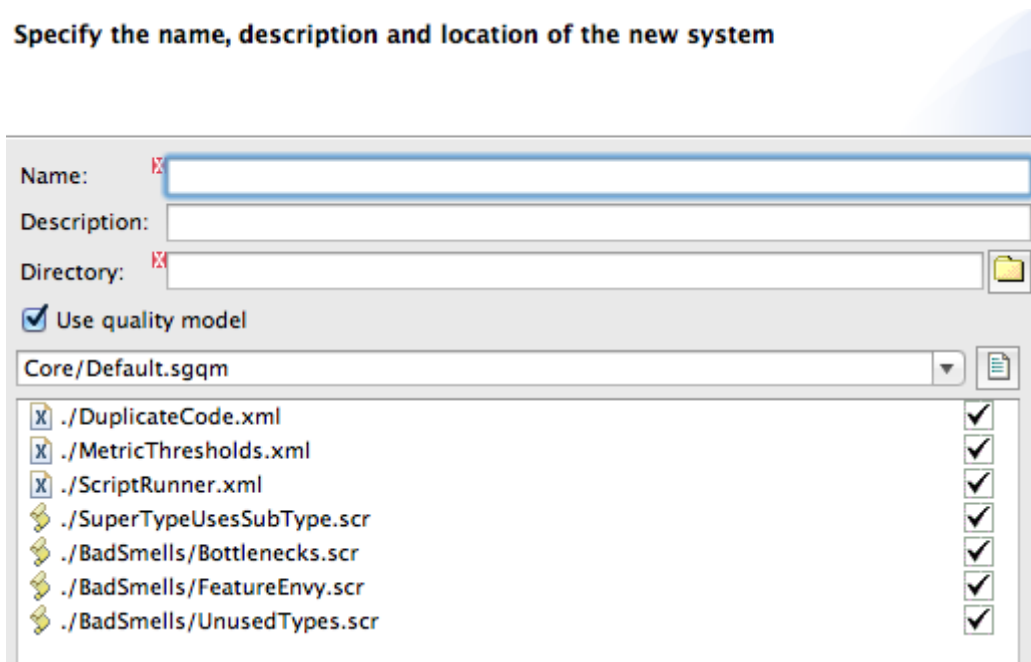 Specify the name, description and location of the new system
Name:
Description:
Directory:
Use quality model
Core/Default.sgqm
./DuplicateCode.xml
./MetricThresholds.xml
./ScriptRunner.xml
./SuperTypeUsesSubType.scr
./BadSmells/Bottlenecks.scr
./BadSmells/FeatureEnvy.scr
./BadSmells/UnusedTypes.scr